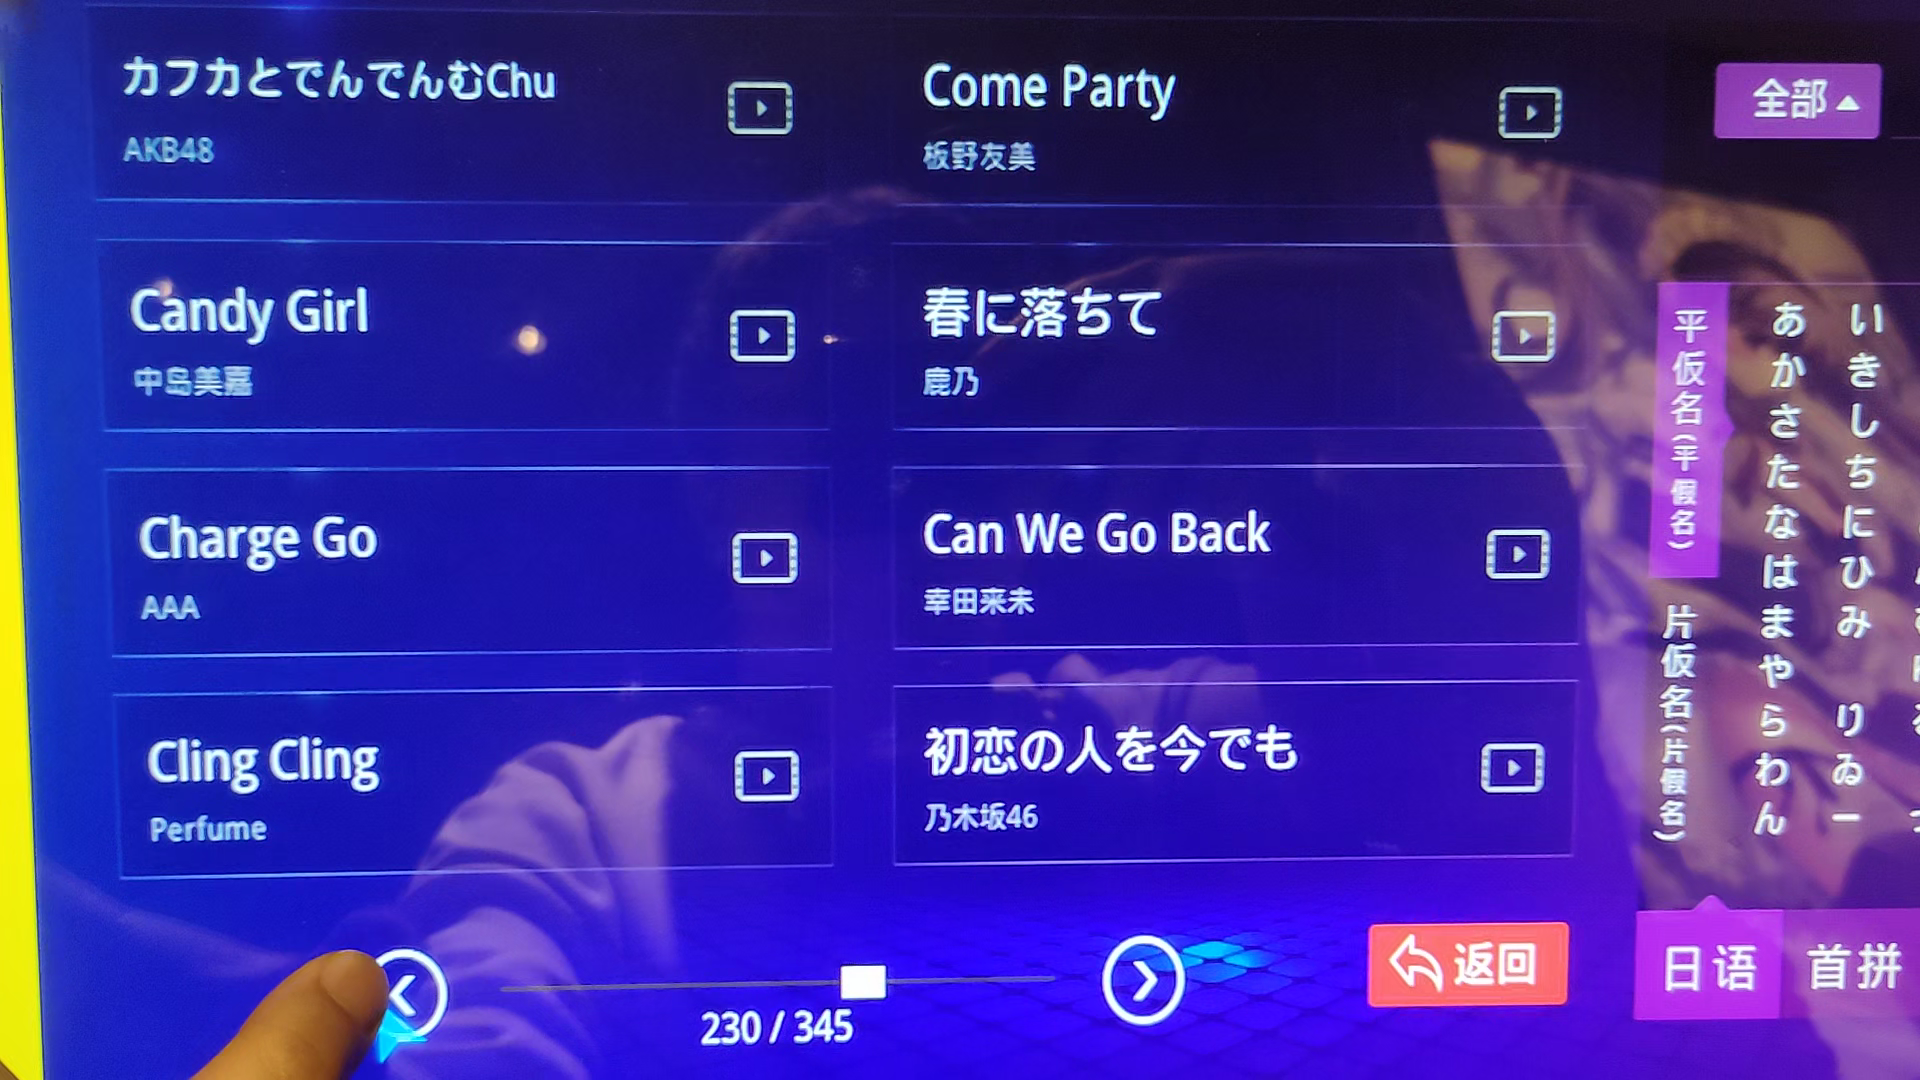 カフカとでんでんむChu
AKB48
Come Party
板野友美
Candy Girl
中岛美嘉
春に落ちて
鹿乃
Charge Go
AAA
Can We Go Back
幸田来未
Cling Cling
Perfume
初恋の人を今でも
乃木坂46
230 / 345
返回
全部
平仮名(平假名)
片仮名(片假名)
あかさたなはまやらわん
いきしちにひみ りゐー
日语
首拼